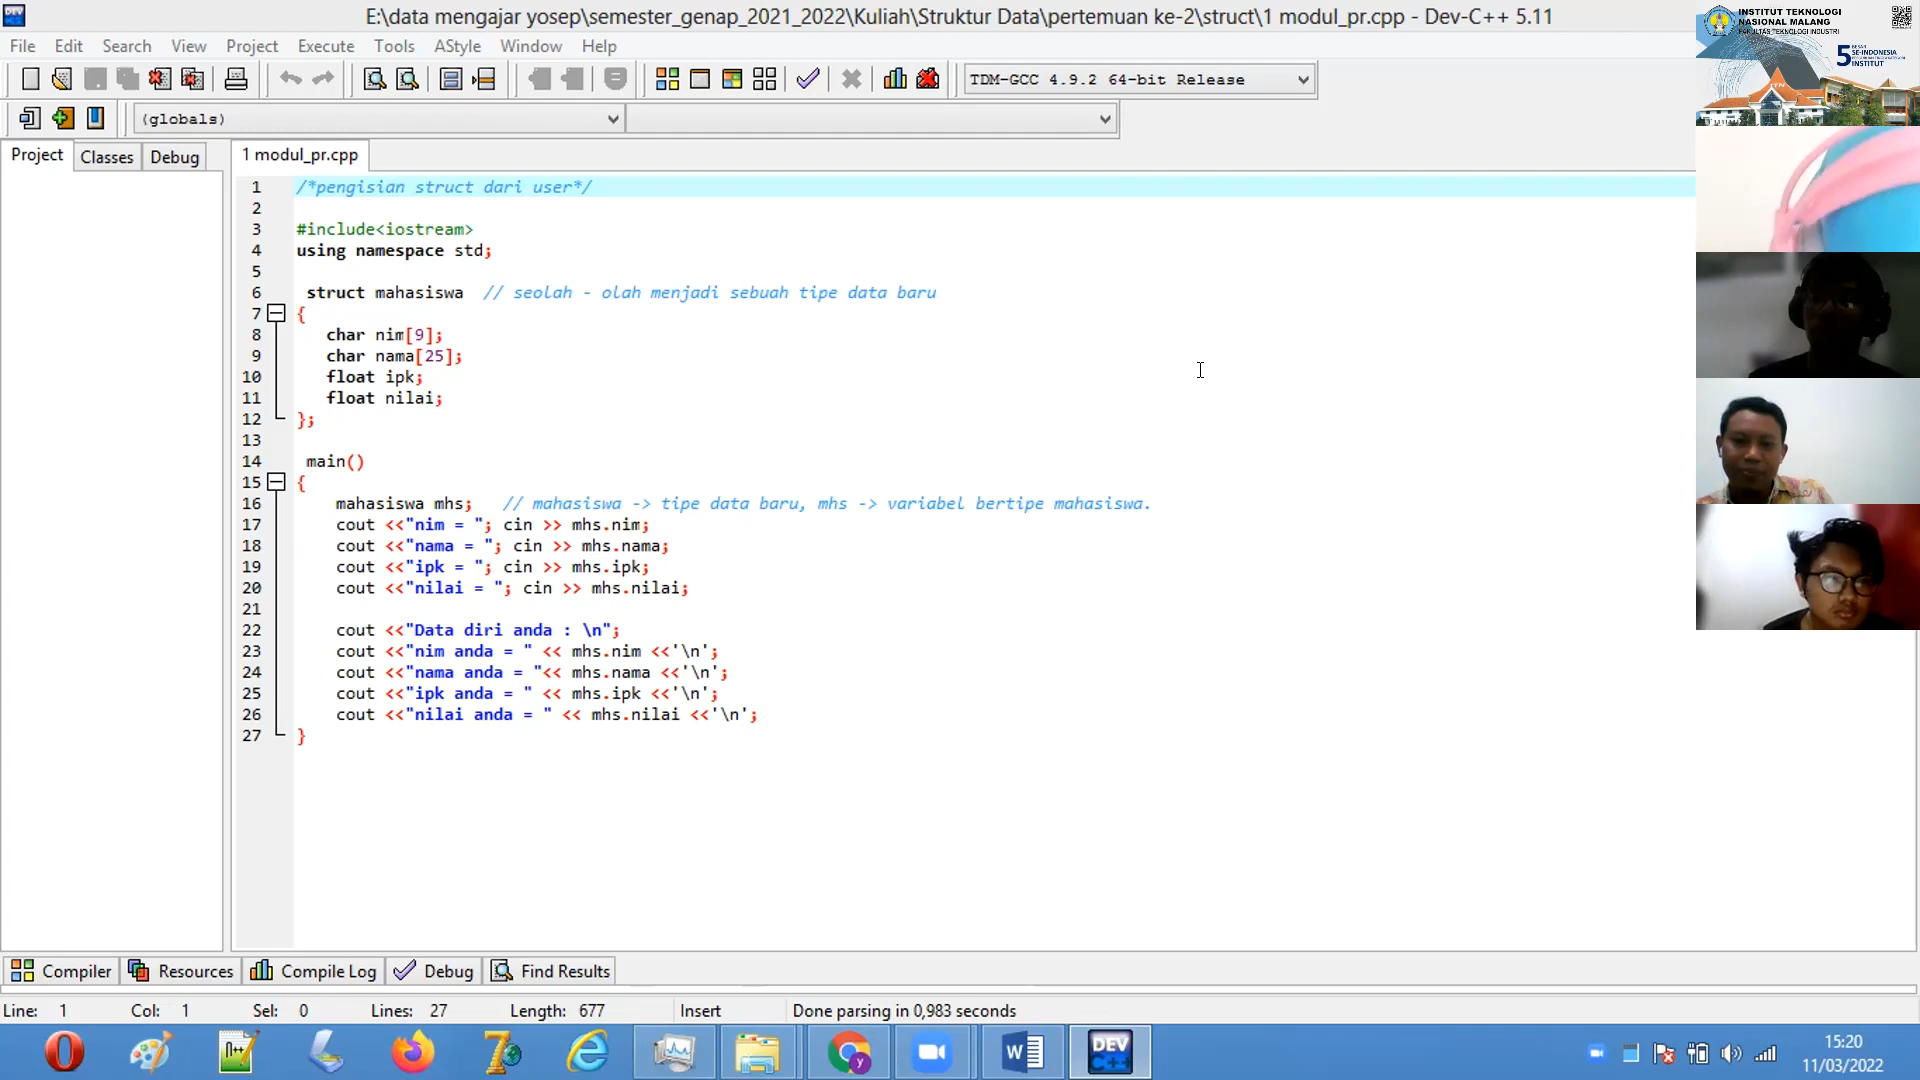 E:\data mengajar yosep\semester_genap_2021_2022\Kuliah\Struktur Data\pertemuan ke-2\struct\1 modul_pr.cpp - Dev-C++ 5.11
File Edit Search View Project Execute Tools AStyle Window Help
TDM-GCC 4.9.2 64-bit Release
(globals)
Project Classes Debug
1 modul_pr.cpp
1 /*pengisian struct dari user*/
2
3 #include<iostream>
4 using namespace std;
5
6 struct mahasiswa // seolah - olah menjadi sebuah tipe data baru
7 {
8 char nim[9];
9 char nama[25];
10 float ipk;
11 float nilai;
12 };
13
14 main()
15 {
16 mahasiswa mhs; // mahasiswa -> tipe data baru, mhs -> variabel bertipe mahasiswa.
17 cout <<"nim = "; cin >> mhs.nim;
18 cout <<"nama = "; cin >> mhs.nama;
19 cout <<"ipk = "; cin >> mhs.ipk;
20 cout <<"nilai = "; cin >> mhs.nilai;
21
22 cout <<"Data diri anda : \n";
23 cout <<"nim anda = " << mhs.nim <<'\n';
24 cout <<"nama anda = "<< mhs.nama <<'\n';
25 cout <<"ipk anda = " << mhs.ipk <<'\n';
26 cout <<"nilai anda = " << mhs.nilai <<'\n';
27 }
Compiler Resources Compile Log Debug Find Results
Line: 1 Col: 1 Sel: 0 Lines: 27 Length: 677 Insert Done parsing in 0,983 seconds
15:20
11/03/2022
INSTITUT TEKNOLOGI
NASIONAL MALANG
FAKULTAS TEKNOLOGI INDUSTRI
5 BESAR
SE-INDONESIA
INSTITUT
DEV
C++